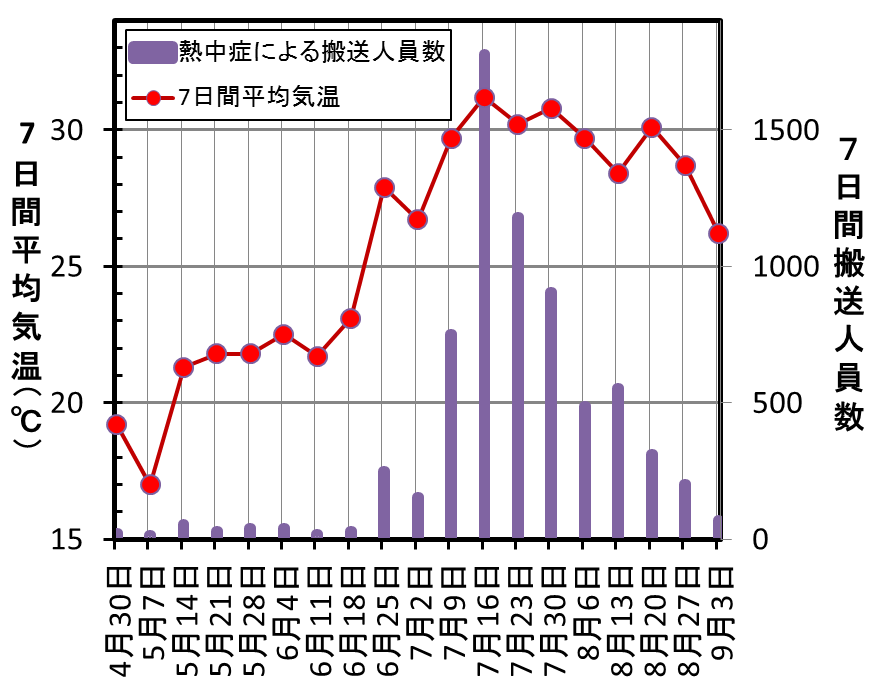 熱中症による搬送人員数
7日間平均気温
7日間平均気温(℃)
30
25
20
15
1500
1000
500
0
7日間搬送人員数
4月30日
5月7日
5月14日
5月21日
5月28日
6月4日
6月11日
6月18日
6月25日
7月2日
7月9日
7月16日
7月23日
7月30日
8月6日
8月13日
8月20日
8月27日
9月3日